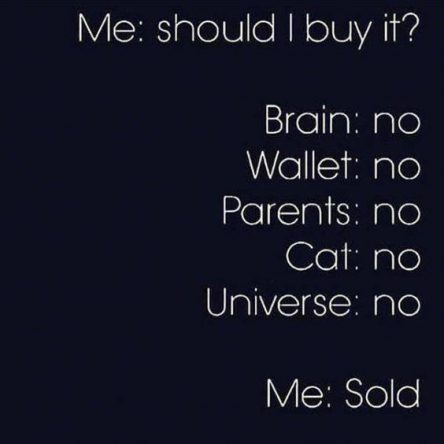 Me: should I buy it?
Brain: no
Wallet: no
Parents: no
Cat: no
Universe: no
Me: Sold